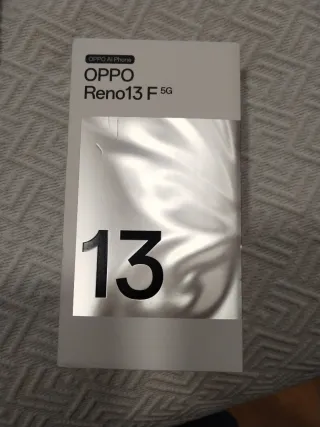 OPPO AI Phone
OPPO
Reno13 F 5G
13